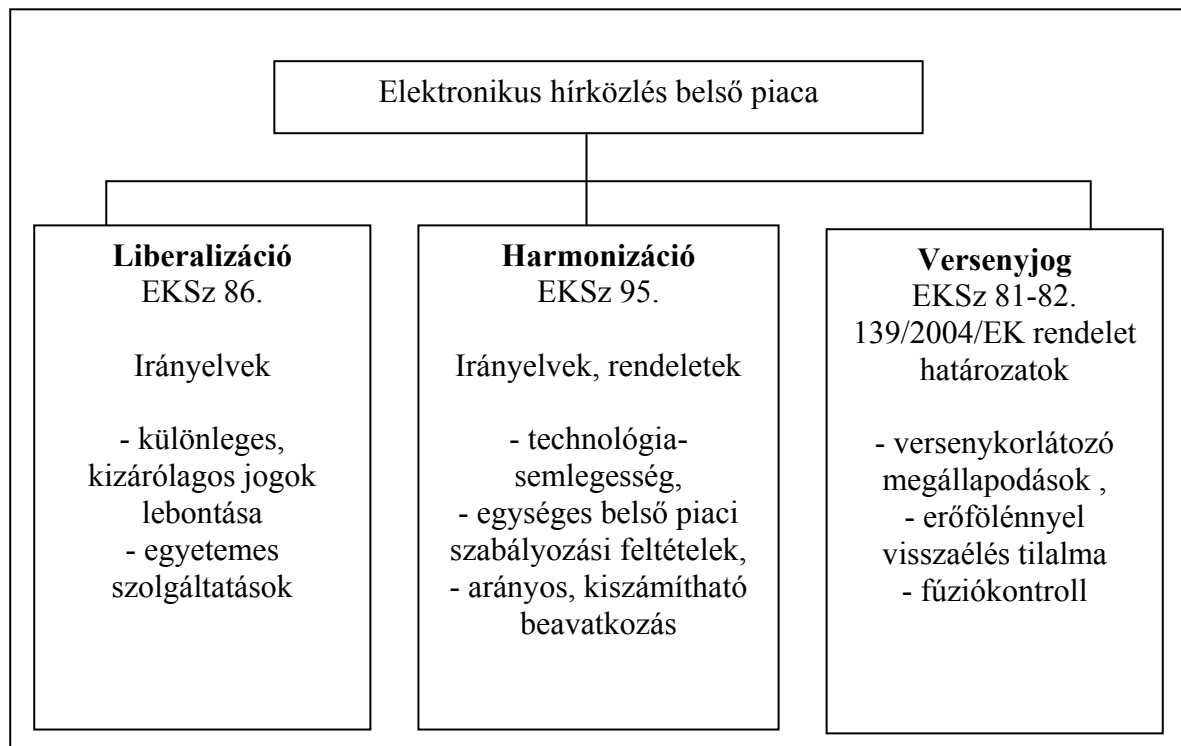 Elektronikus hírközlés belső piaca
Liberalizáció
EKSz 86.
Irányelvek
- különleges,
kizárólagos jogok
lebontása
- egyetemes
szolgáltatások
Harmonizáció
EKSz 95.
Irányelvek, rendeletek
- technológia-
semlegesség,
- egységes belső piaci
szabályozási feltételek,
- arányos, kiszámítható
beavatkozás
Versenyjog
EKSz 81-82.
139/2004/EK rendelet
határozatok
- versenykorlátozó
megállapodások ,
- erőfölénnyel
visszaélés tilalma
- fúziókontroll